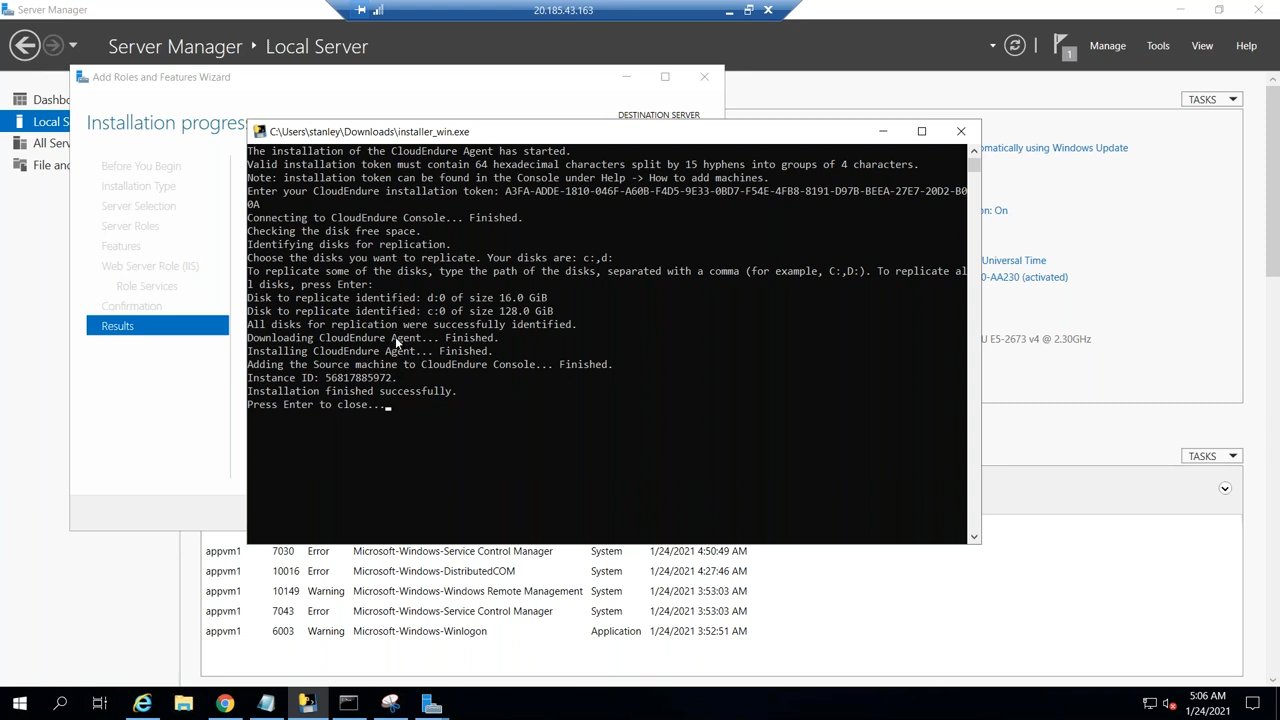 Server Manager
20.185.43.163
Server Manager ‣ Local Server
1
Manage
Tools
View
Help
Add Roles and Features Wizard
Installation progres
DESTINATION SERVER
Dashbo
Local S
All Serv
File and
TASKS
omatically using Windows Update
on: On
Universal Time
0-AA230 (activated)
E5-2673 v4 @ 2.30GHz
Before You Begin
Installation Type
Server Selection
Server Roles
Features
Web Server Role (IIS)
Role Services
Confirmation
Results
C:\Users\stanley\Downloads\installer_win.exe
The installation of the CloudEndure Agent has started.
Valid installation token must contain 64 hexadecimal characters split by 15 hyphens into groups of 4 characters.
Note: installation token can be found in the Console under Help -> How to add machines.
Enter your CloudEndure installation token: A3FA-ADDE-1810-046F-A60B-F4D5-9E33-0BD7-F54E-4FB8-8191-D97B-BEEA-27E7-20D2-B0
0A
Connecting to CloudEndure Console... Finished.
Checking the disk free space.
Identifying disks for replication.
Choose the disks you want to replicate. Your disks are: c:,d:
To replicate some of the disks, type the path of the disks, separated with a comma (for example, C:,D:). To replicate al
l disks, press Enter:
Disk to replicate identified: d:0 of size 16.0 GiB
Disk to replicate identified: c:0 of size 128.0 GiB
All disks for replication were successfully identified.
Downloading CloudEndure Agent... Finished.
Installing CloudEndure Agent... Finished.
Adding the Source machine to CloudEndure Console... Finished.
Instance ID: 56817885972.
Installation finished successfully.
Press Enter to close...
TASKS
appvm1 7030 Error Microsoft-Windows-Service Control Manager System 1/24/2021 4:50:49 AM
appvm1 10016 Error Microsoft-Windows-DistributedCOM System 1/24/2021 4:27:46 AM
appvm1 10149 Warning Microsoft-Windows-Windows Remote Management System 1/24/2021 3:53:03 AM
appvm1 7043 Error Microsoft-Windows-Service Control Manager System 1/24/2021 3:53:03 AM
appvm1 6003 Warning Microsoft-Windows-Winlogon Application 1/24/2021 3:52:51 AM
5:06 AM
1/24/2021